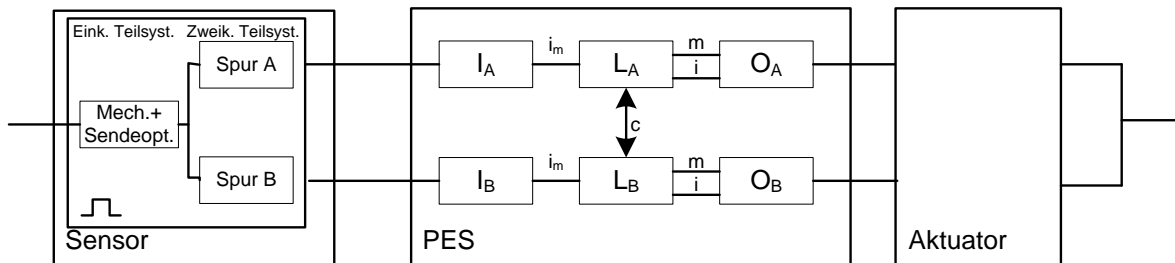 Eink. Teilsyst. Zweik. Teilsyst.
Spur A
Mech.+
Sendeopt.
Spur B
Sensor
I_A
i_m
L_A
m
i
O_A
c
I_B
i_m
L_B
m
i
O_B
PES
Aktuator